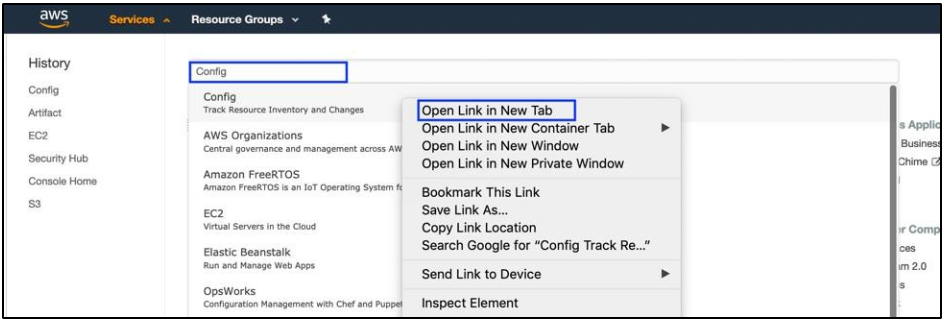 aws
Services
Resource Groups
History
Config
Artifact
EC2
Security Hub
Console Home
S3
Config
Config
Track Resource Inventory and Changes
AWS Organizations
Central governance and management across AW
Amazon FreeRTOS
Amazon FreeRTOS is an IoT Operating System fo
EC2
Virtual Servers in the Cloud
Elastic Beanstalk
Run and Manage Web Apps
OpsWorks
Configuration Management with Chef and Puppet
Open Link in New Tab
Open Link in New Container Tab
Open Link in New Window
Open Link in New Private Window
Bookmark This Link
Save Link As...
Copy Link Location
Search Google for “Config Track Re...”
Send Link to Device
Inspect Element
s Applic
Business
Chime
er Comp
ces
am 2.0
s